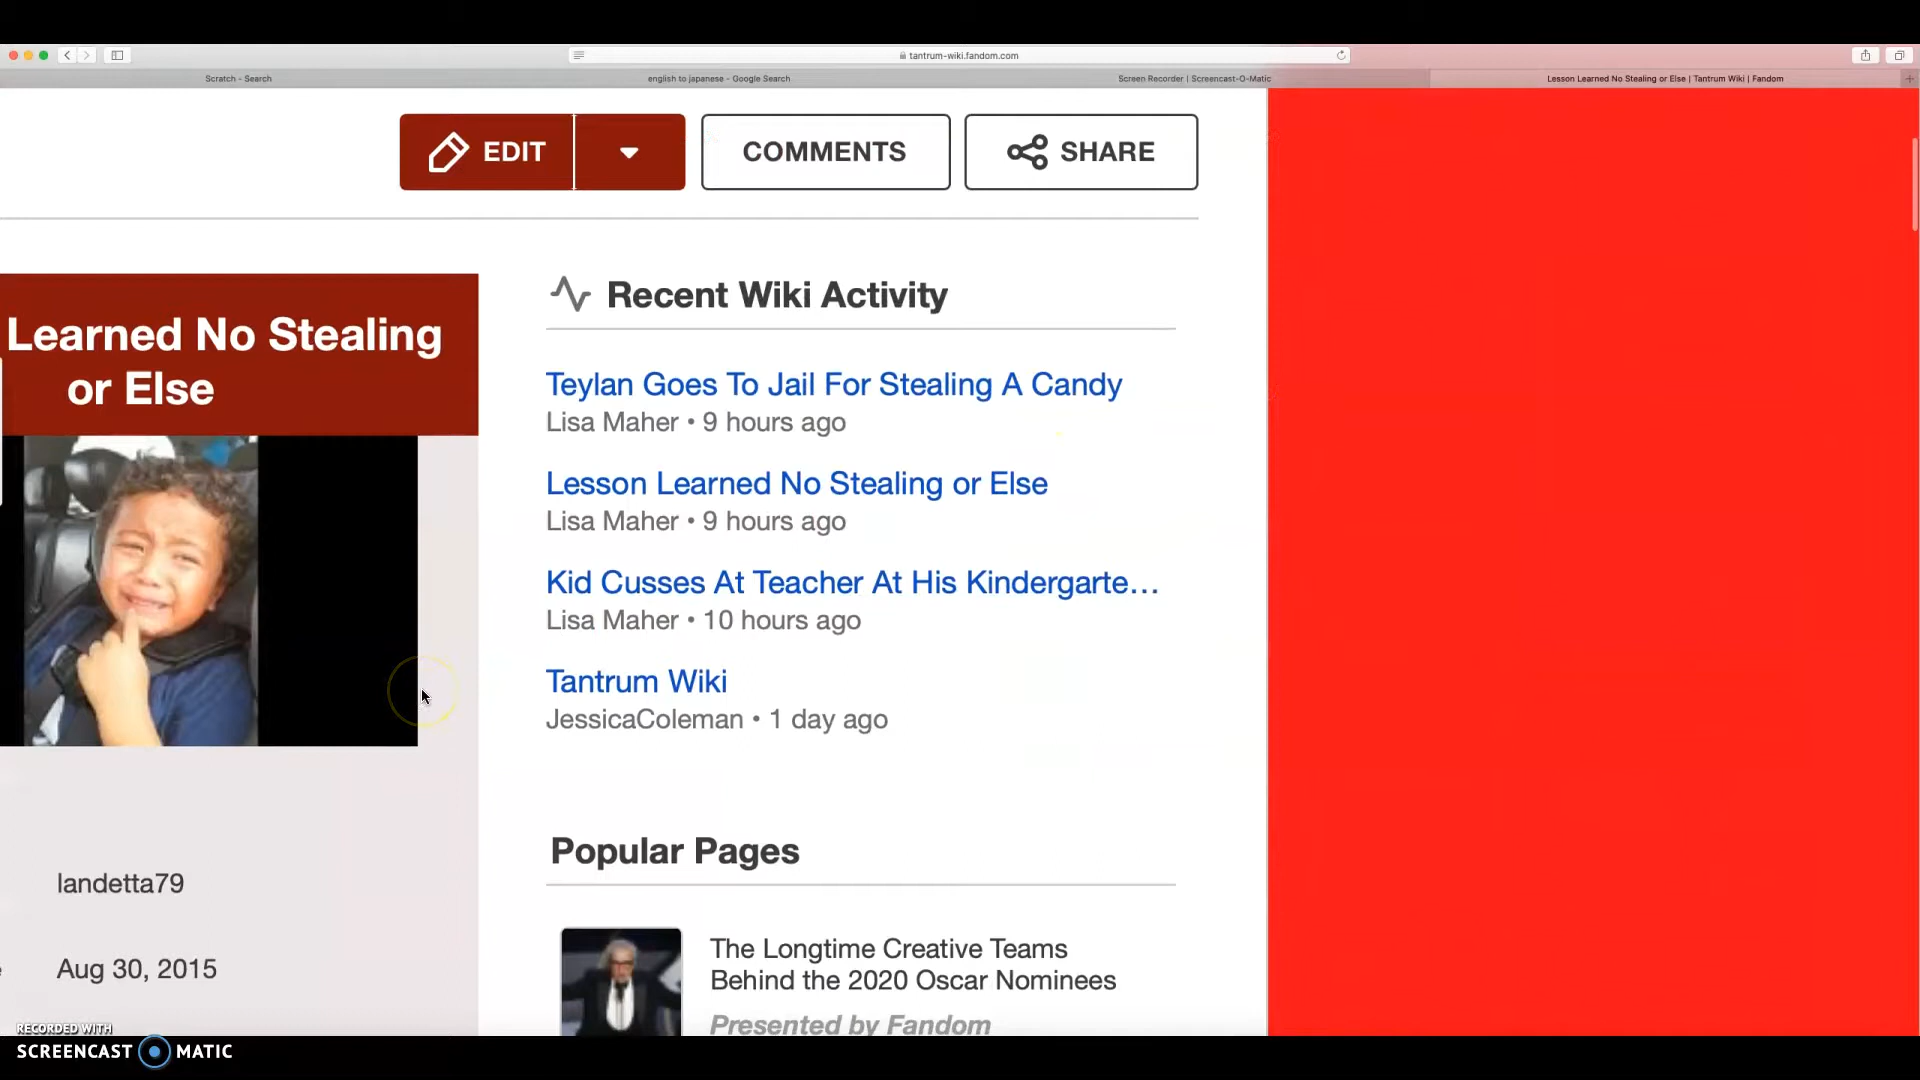 tantrum-wiki.fandom.com
Scratch - Search
english to japanese - Google Search
Screen Recorder | Screencast-O-Matic
Lesson Learned No Stealing or Else | Tantrum Wiki | Fandom
EDIT
COMMENTS
SHARE
Learned No Stealing
or Else
landetta79
Aug 30, 2015
Recent Wiki Activity
Teylan Goes To Jail For Stealing A Candy
Lisa Maher • 9 hours ago
Lesson Learned No Stealing or Else
Lisa Maher • 9 hours ago
Kid Cusses At Teacher At His Kindergarte...
Lisa Maher • 10 hours ago
Tantrum Wiki
JessicaColeman • 1 day ago
Popular Pages
The Longtime Creative Teams
Behind the 2020 Oscar Nominees
Presented by Fandom
RECORDED WITH
SCREENCAST MATIC